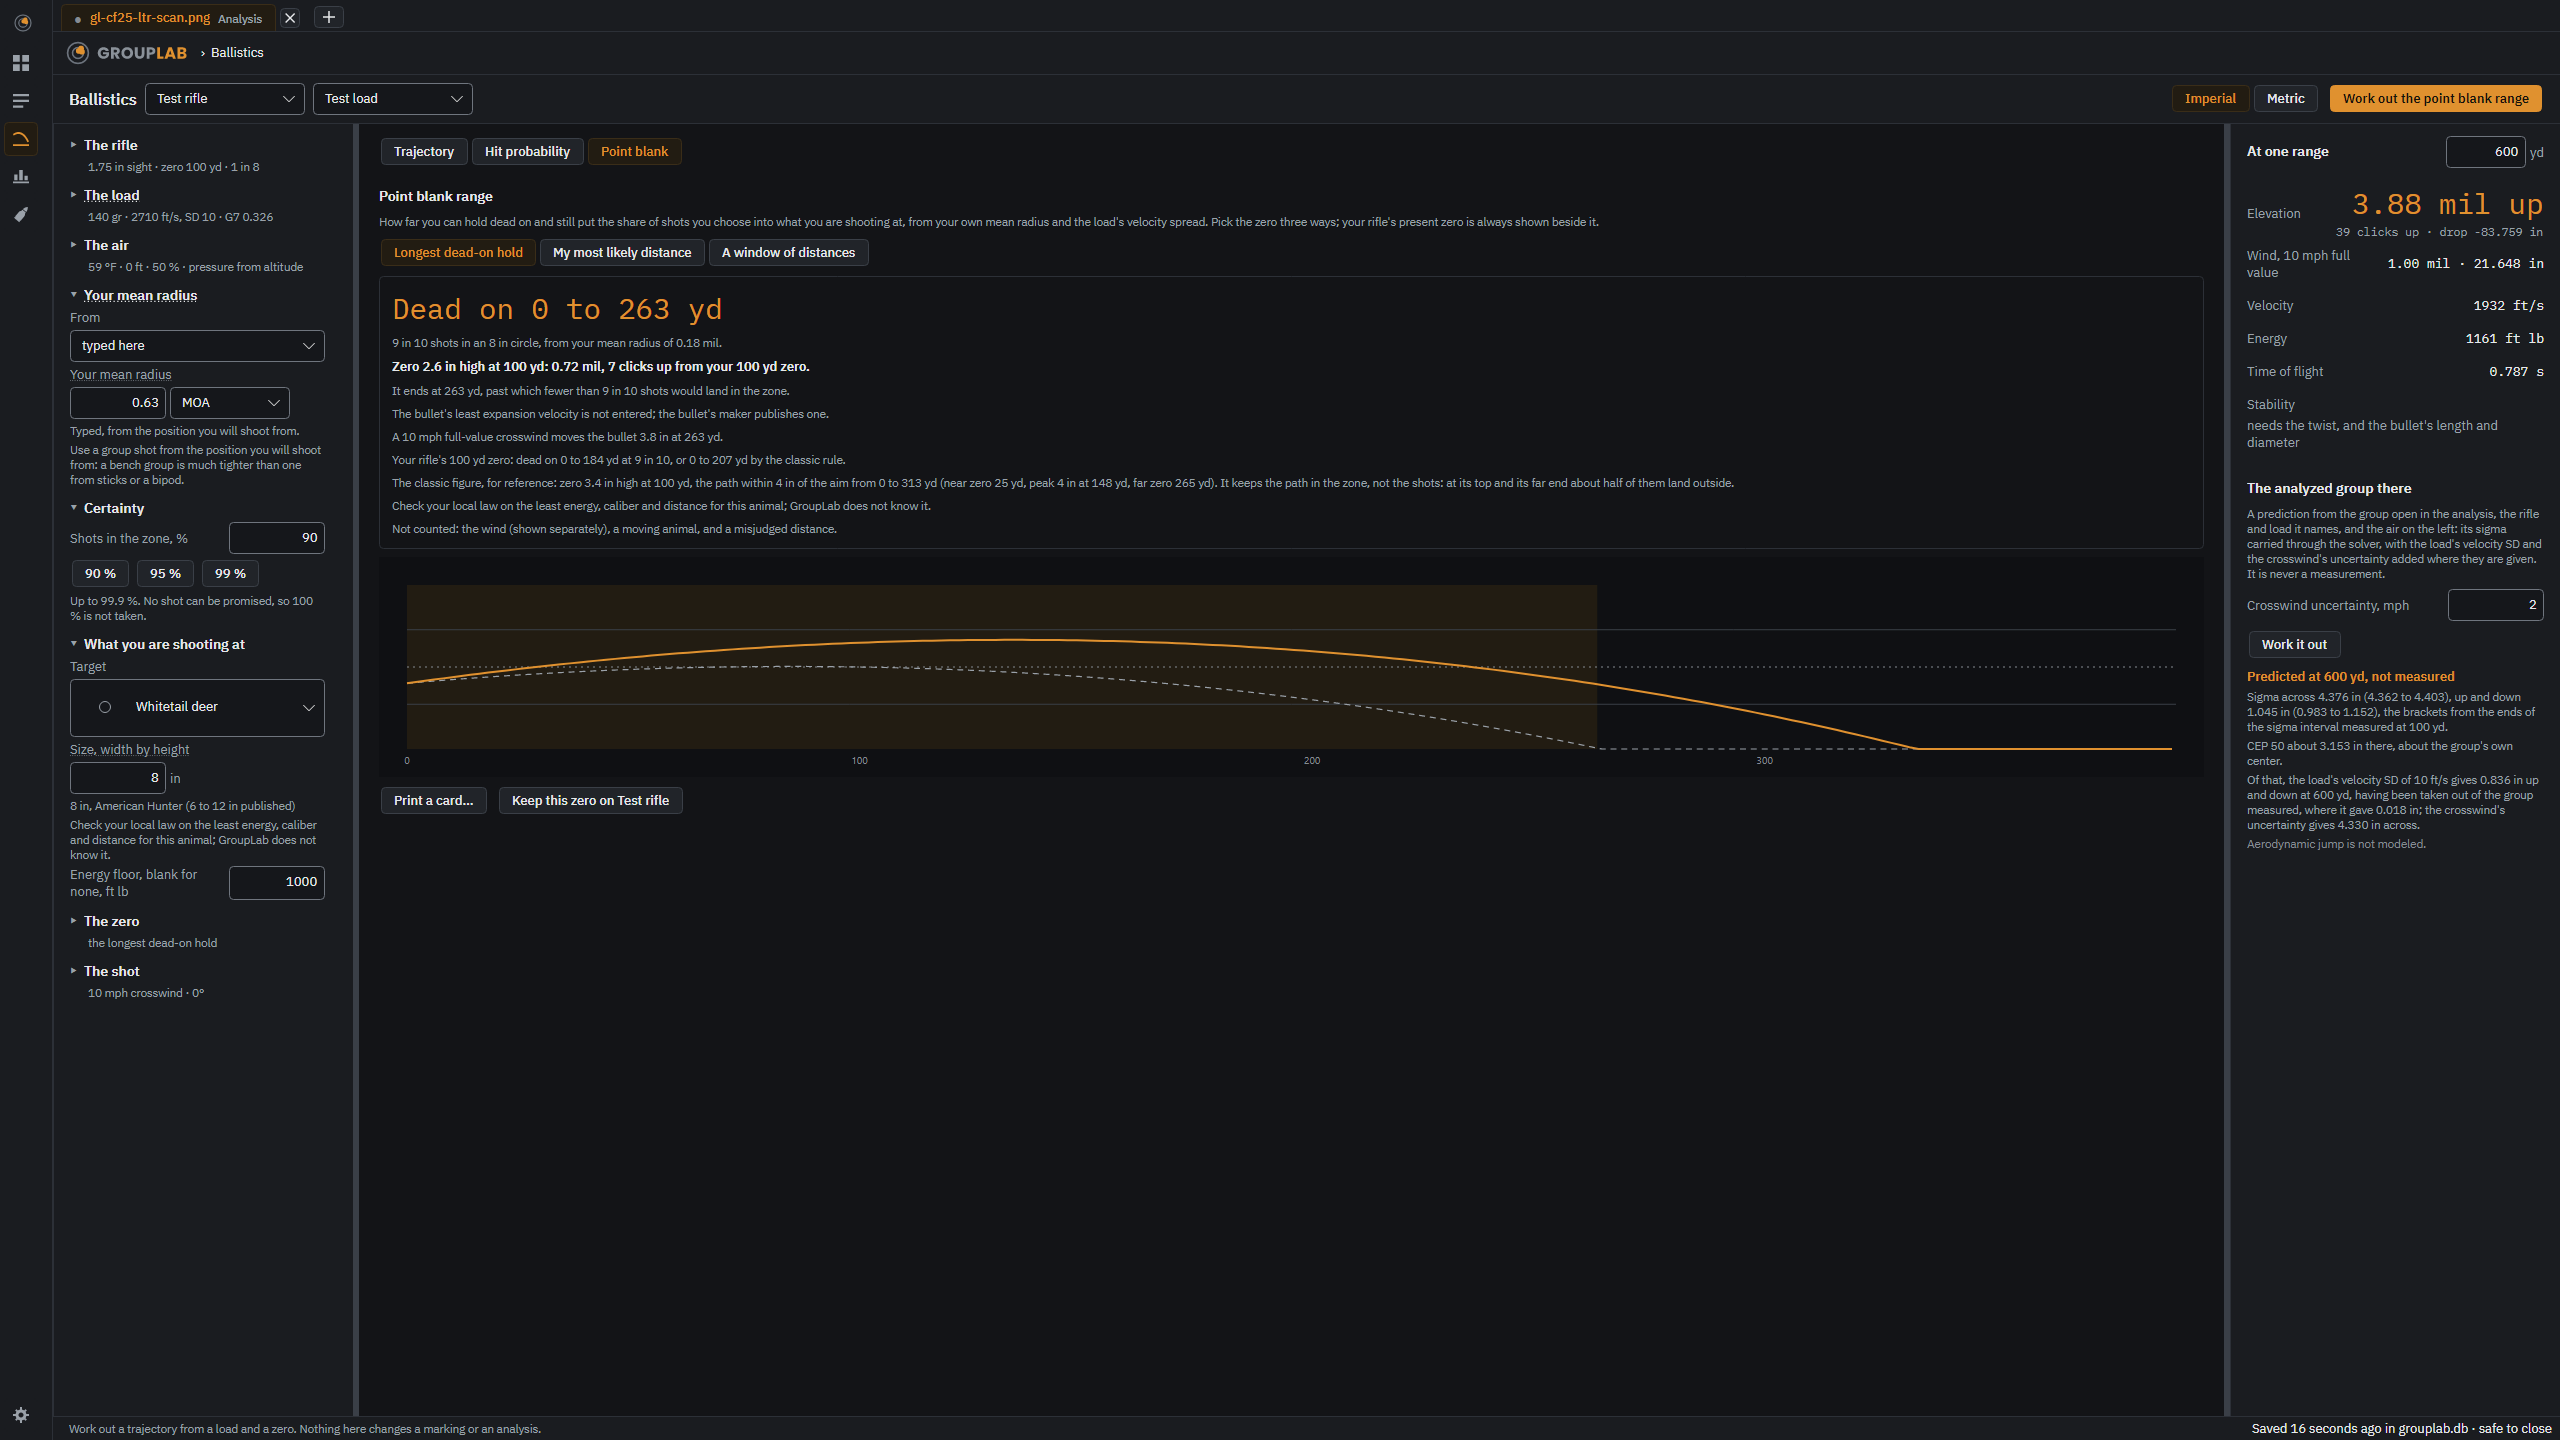 gl-cf25-ltr-scan.png Analysis
GROUPLAB › Ballistics
Ballistics Test rifle Test load Imperial Metric Work out the point blank range
The rifle
1.75 in sight · zero 100 yd · 1 in 8
The load
140 gr · 2710 ft/s, SD 10 · G7 0.326
The air
59 °F · 0 ft · 50 % · pressure from altitude
Your mean radius
From
typed here
Your mean radius
0.63 MOA
Typed, from the position you will shoot from.
Use a group shot from the position you will shoot
from: a bench group is much tighter than one
from sticks or a bipod.
Certainty
Shots in the zone, % 90
90 % 95 % 99 %
Up to 99.9 %. No shot can be promised, so 100
% is not taken.
What you are shooting at
Target
Whitetail deer
Size, width by height
8 in
8 in, American Hunter (6 to 12 in published)
Check your local law on the least energy, caliber
and distance for this animal; GroupLab does not
know it.
Energy floor, blank for
none, ft lb
1000
The zero
the longest dead-on hold
The shot
10 mph crosswind · 0°
Trajectory Hit probability Point blank
Point blank range
How far you can hold dead on and still put the share of shots you choose into what you are shooting at, from your own mean radius and the load's velocity spread. Pick the zero three ways; your rifle's present zero is always shown beside it.
Longest dead-on hold My most likely distance A window of distances
Dead on 0 to 263 yd
9 in 10 shots in an 8 in circle, from your mean radius of 0.18 mil.
Zero 2.6 in high at 100 yd: 0.72 mil, 7 clicks up from your 100 yd zero.
It ends at 263 yd, past which fewer than 9 in 10 shots would land in the zone.
The bullet's least expansion velocity is not entered; the bullet's maker publishes one.
A 10 mph full-value crosswind moves the bullet 3.8 in at 263 yd.
Your rifle's 100 yd zero: dead on 0 to 184 yd at 9 in 10, or 0 to 207 yd by the classic rule.
The classic figure, for reference: zero 3.4 in high at 100 yd, the path within 4 in of the aim from 0 to 313 yd (near zero 25 yd, peak 4 in at 148 yd, far zero 265 yd). It keeps the path in the zone, not the shots: at its top and its far end about half of them land outside.
Check your local law on the least energy, caliber and distance for this animal; GroupLab does not know it.
Not counted: the wind (shown separately), a moving animal, and a misjudged distance.
0 100 200 300
Print a card... Keep this zero on Test rifle
At one range 600 yd
Elevation 3.88 mil up
39 clicks up · drop -83.759 in
Wind, 10 mph full
value
1.00 mil · 21.648 in
Velocity 1932 ft/s
Energy 1161 ft lb
Time of flight 0.787 s
Stability
needs the twist, and the bullet's length and
diameter
The analyzed group there
A prediction from the group open in the analysis, the rifle
and load it names, and the air on the left: its sigma
carried through the solver, with the load's velocity SD and
the crosswind's uncertainty added where they are given.
It is never a measurement.
Crosswind uncertainty, mph 2
Work it out
Predicted at 600 yd, not measured
Sigma across 4.376 in (4.362 to 4.403), up and down
1.045 in (0.983 to 1.152), the brackets from the ends of
the sigma interval measured at 100 yd.
CEP 50 about 3.153 in there, about the group's own
center.
Of that, the load's velocity SD of 10 ft/s gives 0.836 in up
and down at 600 yd, having been taken out of the group
measured, where it gave 0.018 in; the crosswind's
uncertainty gives 4.330 in across.
Aerodynamic jump is not modeled.
Work out a trajectory from a load and a zero. Nothing here changes a marking or an analysis.
Saved 16 seconds ago in grouplab.db · safe to close